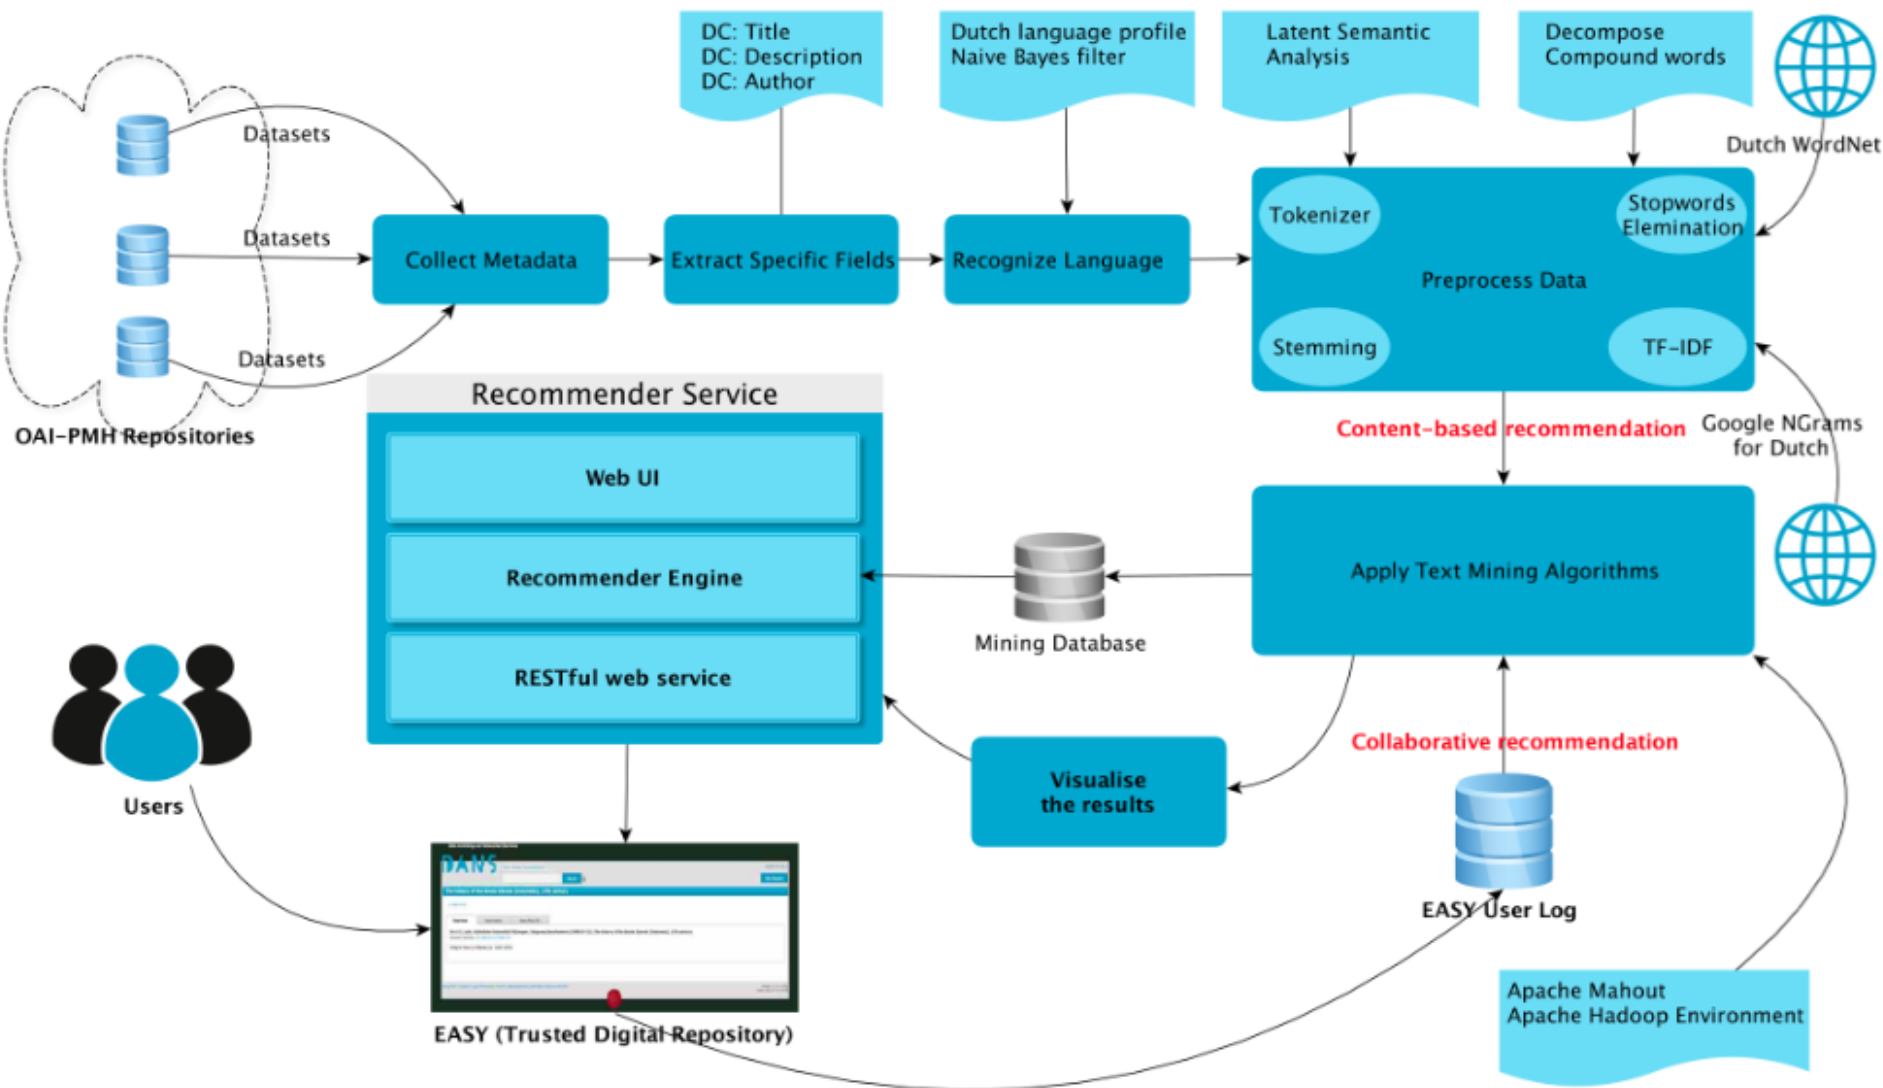 DC: Title
DC: Description
DC: Author
Dutch language profile
Naive Bayes filter
Latent Semantic
Analysis
Decompose
Compound words
Dutch WordNet
Datasets
Datasets
Datasets
OAI-PMH Repositories
Collect Metadata
Extract Specific Fields
Recognize Language
Tokenizer
Stopwords
Elemination
Preprocess Data
Stemming
TF-IDF
Content-based recommendation
Google NGrams
for Dutch
Recommender Service
Web UI
Recommender Engine
RESTful web service
Mining Database
Apply Text Mining Algorithms
Collaborative recommendation
Visualise
the results
Users
DANS
EASY (Trusted Digital Repository)
EASY User Log
Apache Mahout
Apache Hadoop Environment